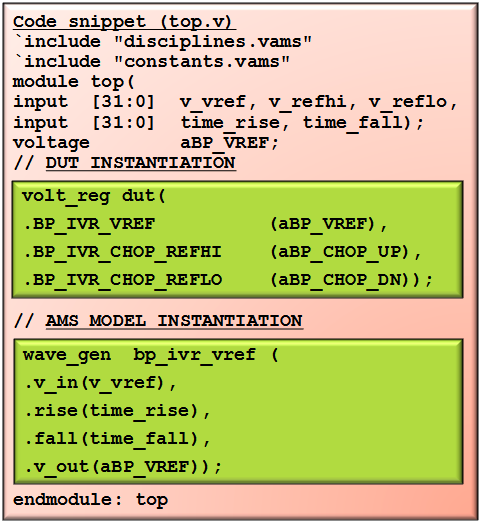 Code snippet (top.v)
`include "disciplines.vams"
`include "constants.vams"
module top(
input [31:0] v_vref, v_refhi, v_reflo,
input [31:0] time_rise, time_fall);
voltage aBP_VREF;
// DUT INSTANTIATION
volt_reg dut(
.BP_IVR_VREF (aBP_VREF),
.BP_IVR_CHOP_REFHI (aBP_CHOP_UP),
.BP_IVR_CHOP_REFLO (aBP_CHOP_DN));
// AMS MODEL INSTANTIATION
wave_gen bp_ivr_vref (
.v_in(v_vref),
.rise(time_rise),
.fall(time_fall),
.v_out(aBP_VREF));
endmodule: top